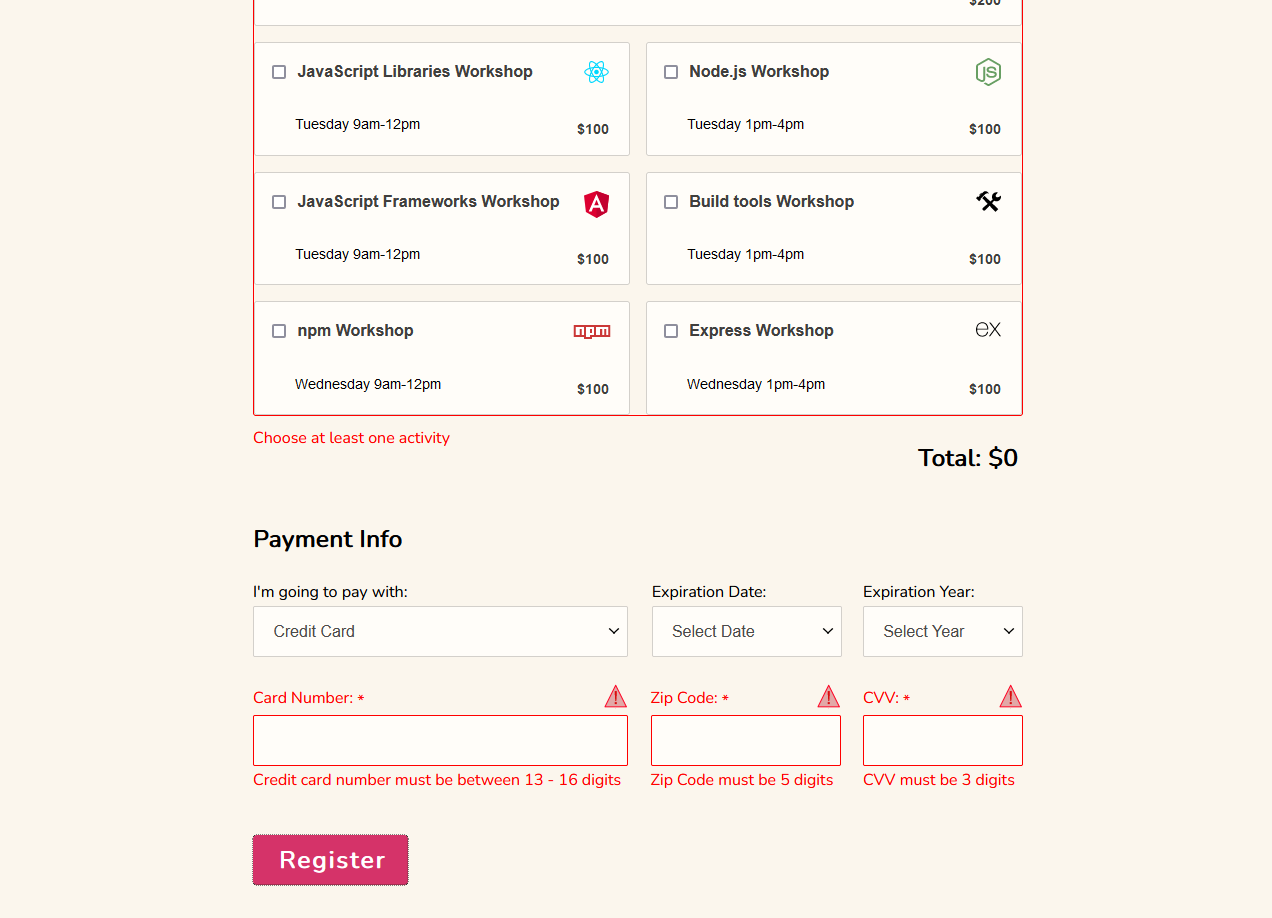 $200
JavaScript Libraries Workshop
Tuesday 9am-12pm
$100
Node.js Workshop
JS
Tuesday 1pm-4pm
$100
JavaScript Frameworks Workshop
A
Tuesday 9am-12pm
$100
Build tools Workshop
Tuesday 1pm-4pm
$100
npm Workshop
npm
Wednesday 9am-12pm
$100
Express Workshop
ex
Wednesday 1pm-4pm
$100
Choose at least one activity
Total: $0
Payment Info
I'm going to pay with:
Credit Card
Expiration Date:
Select Date
Expiration Year:
Select Year
Card Number: *
!
Credit card number must be between 13 - 16 digits
Zip Code: *
!
Zip Code must be 5 digits
CVV: *
!
CVV must be 3 digits
Register